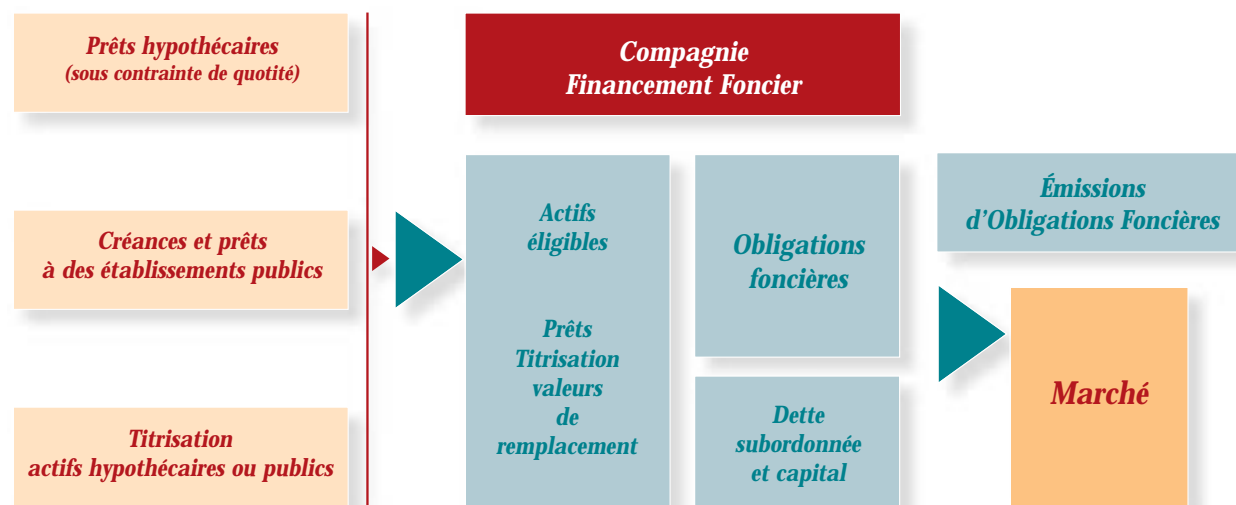 Prêts hypothécaires
(sous contrainte de quotité)
Créances et prêts
à des établissements publics
Titrisation
actifs hypothécaires ou publics
Compagnie
Financement Foncier
Actifs
éligibles
Prêts
Titrisation
valeurs
de
remplacement
Obligations
foncières
Dette
subordonnée
et capital
Émissions
d'Obligations Foncières
Marché